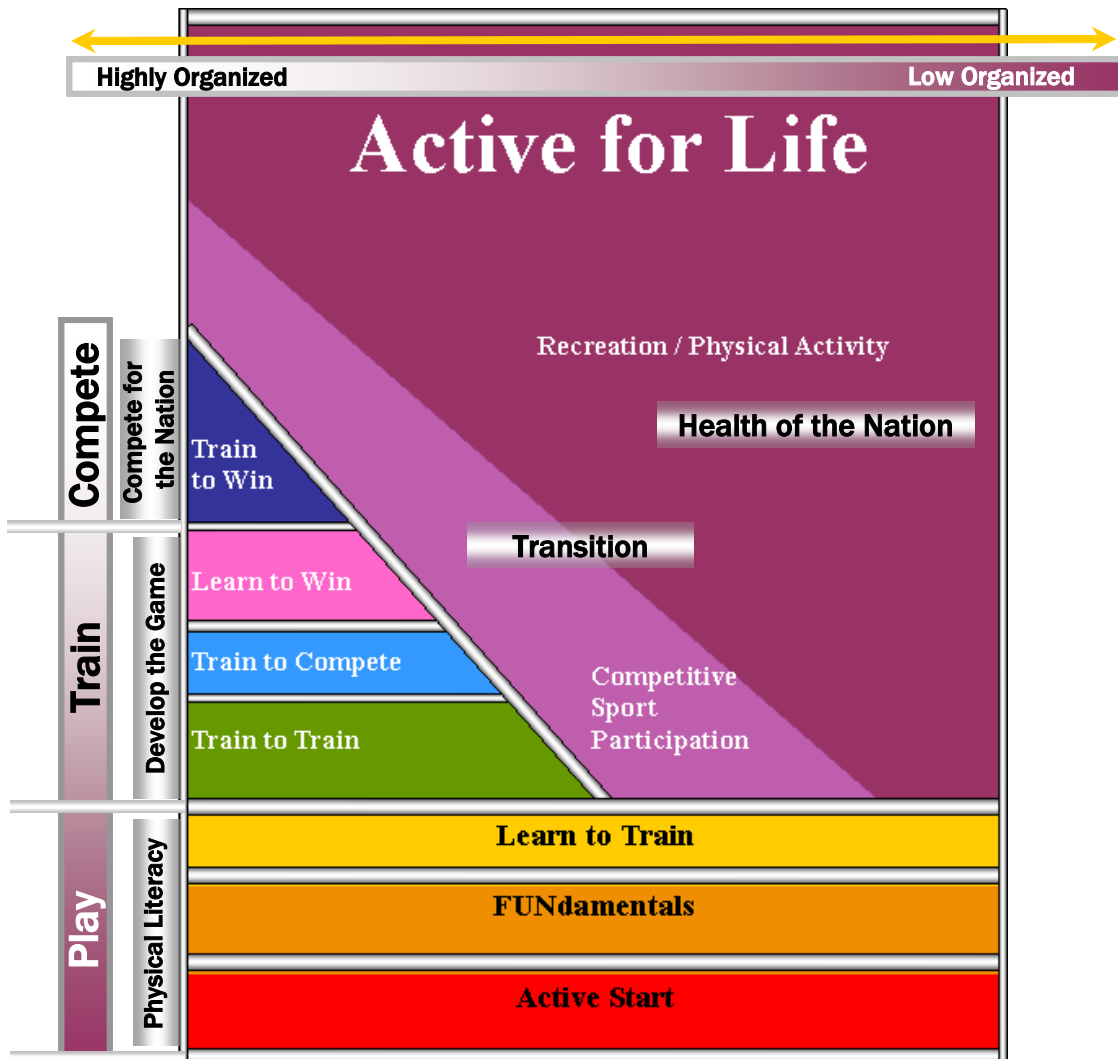 Highly Organized
Low Organized
Active for Life
Recreation / Physical Activity
Health of the Nation
Transition
Competitive
Sport
Participation
Compete
Compete for
the Nation
Train
to Win
Train
Develop the Game
Learn to Win
Train to Compete
Train to Train
Play
Physical Literacy
Learn to Train
FUNdamentals
Active Start